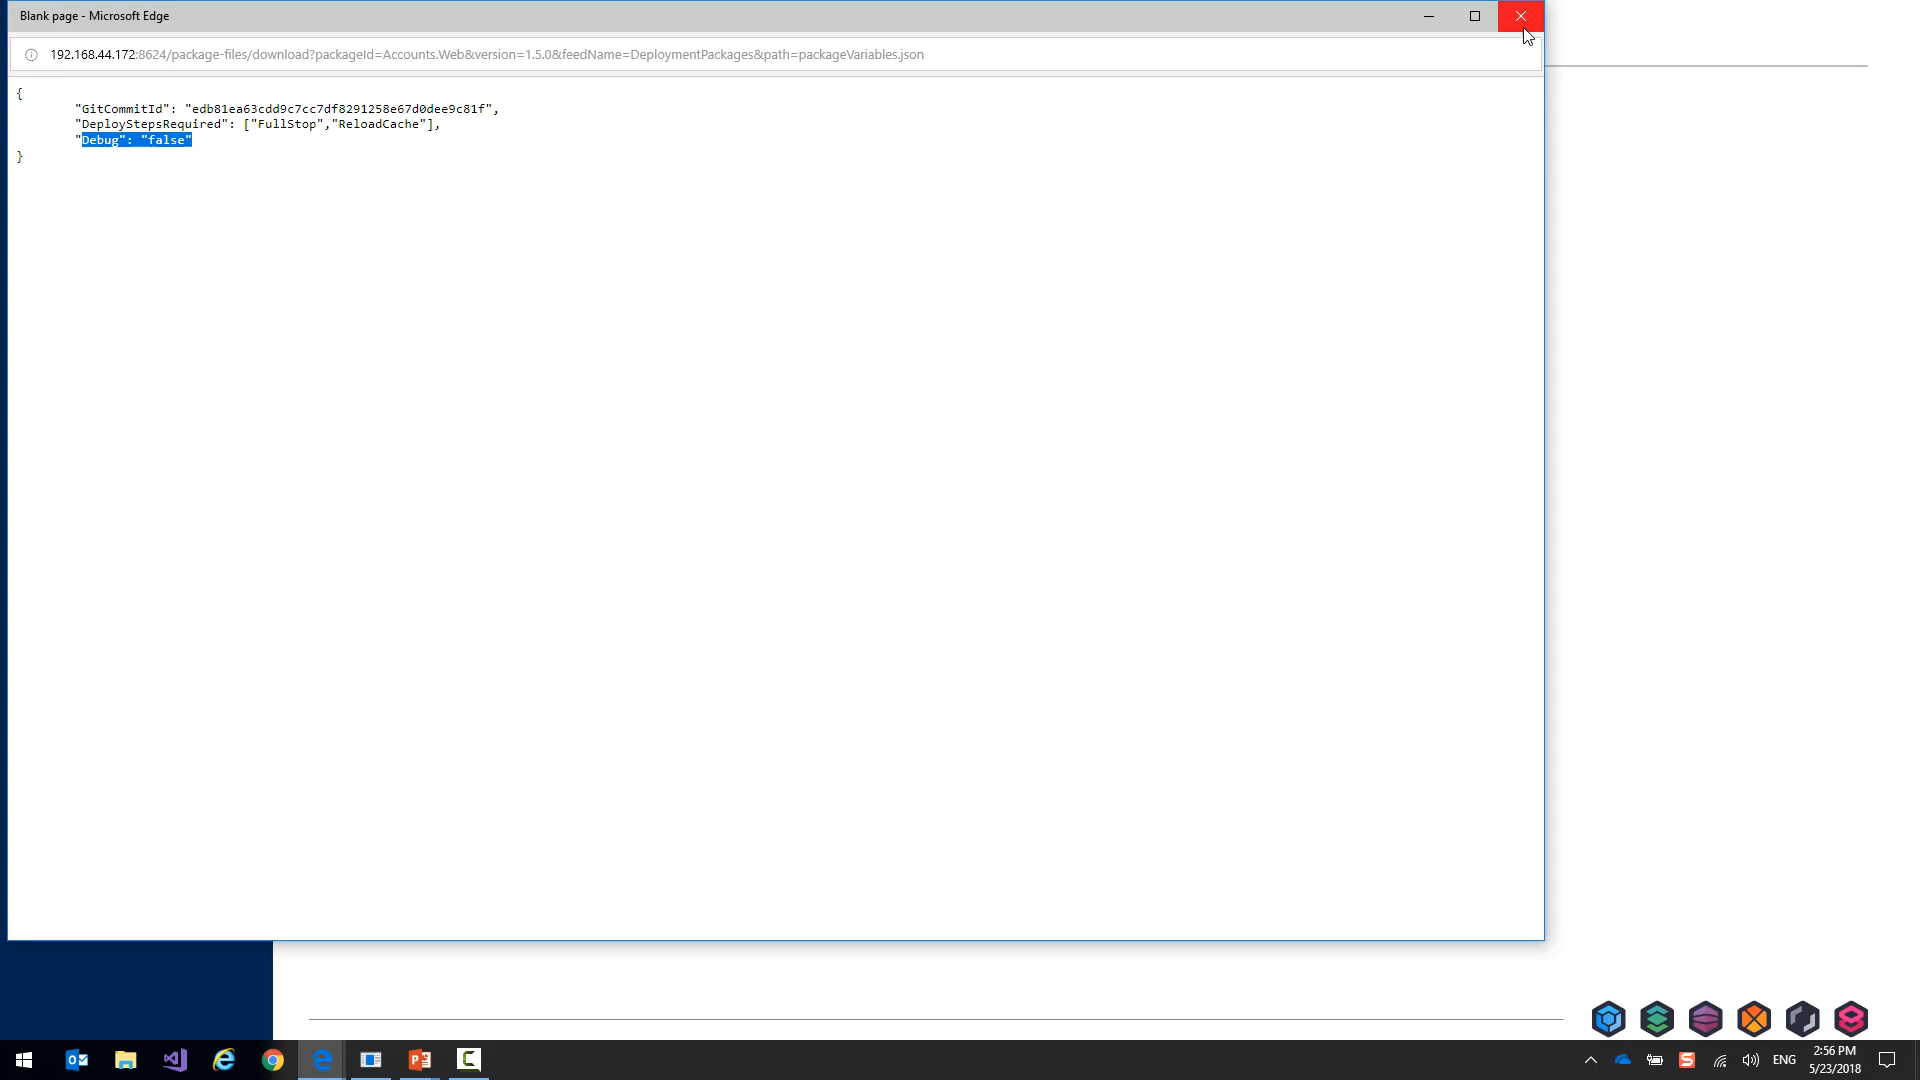 Blank page - Microsoft Edge
192.168.44.172:8624/package-files/download?packageId=Accounts.Web&version=1.5.0&feedName=DeploymentPackages&path=packageVariables.json
{
"GitCommitId": "edb81ea63cdd9c7cc7df8291258e67d0dee9c81f",
"DeployStepsRequired": ["FullStop","ReloadCache"],
"Debug": "false"
}
ENG
2:56 PM
5/23/2018